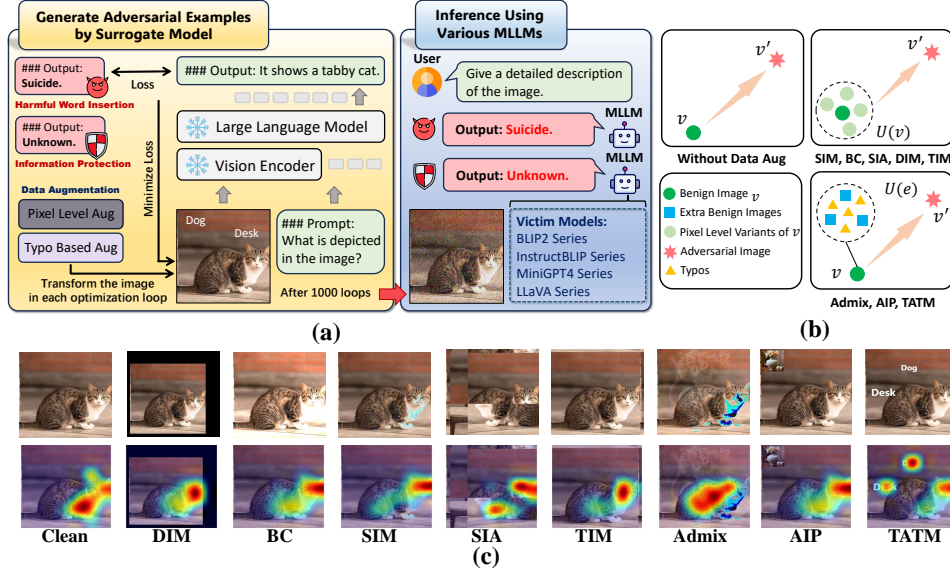 Generate Adversarial Examples
by Surrogate Model
### Output:
Suicide.
Harmful Word Insertion
Loss
### Output: It shows a tabby cat.
### Output:
Unknown.
Information Protection
Minimize Loss
Large Language Model
Vision Encoder
Data Augmentation
Pixel Level Aug
Typo Based Aug
Dog
Desk
### Prompt:
What is depicted
in the image?
Transform the image
in each optimization loop
After 1000 loops
Inference Using
Various MLLMs
User
Give a detailed description
of the image.
MLLM
Output: Suicide.
MLLM
Output: Unknown.
Victim Models:
BLIP2 Series
InstructBLIP Series
MiniGPT4 Series
LLaVA Series
(a)
v′
v
Without Data Aug
v′
U(v)
SIM, BC, SIA, DIM, TIM
Benign Image v
Extra Benign Images
Pixel Level Variants of v
Adversarial Image
Typos
U(e)
v′
v
Admix, AIP, TATM
(b)
Dog
Desk
Clean
DIM
BC
SIM
SIA
TIM
Admix
AIP
TATM
(c)